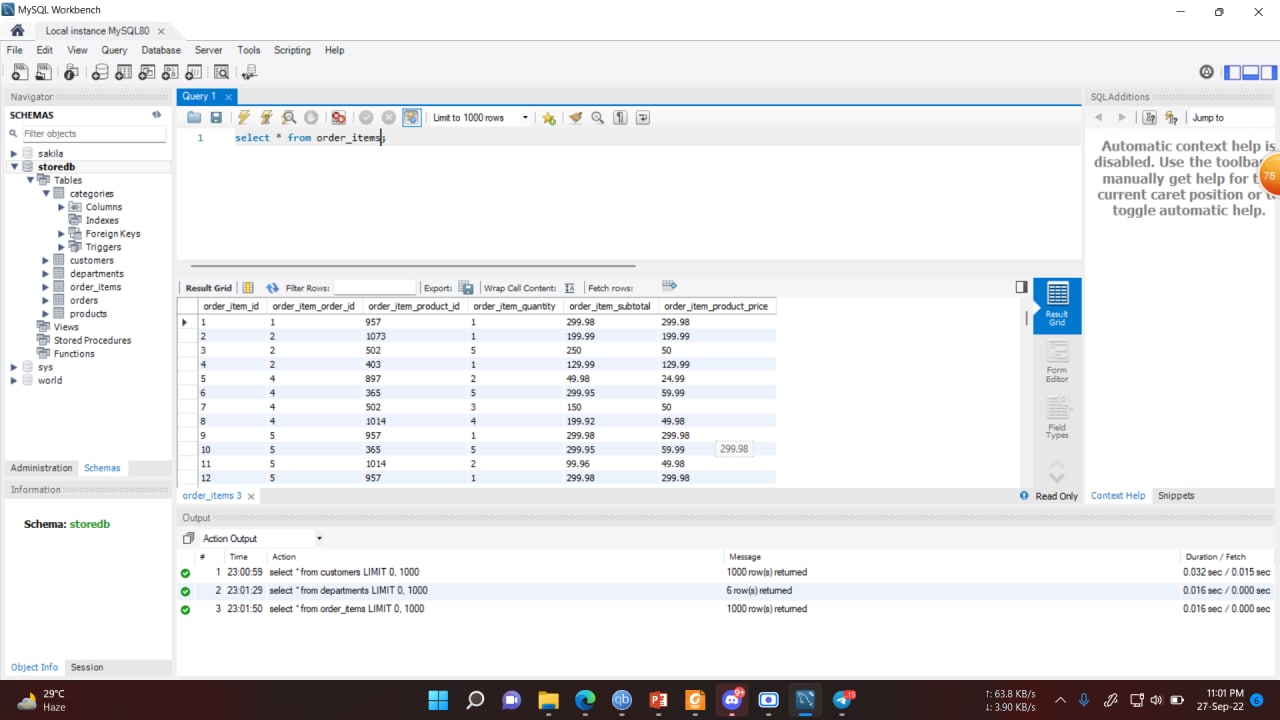 MySQL Workbench
Local instance MySQL80
File Edit View Query Database Server Tools Scripting Help
Navigator
SCHEMAS
Filter objects
sakila
storedb
Tables
categories
Columns
Indexes
Foreign Keys
Triggers
customers
departments
order_items
orders
products
Views
Stored Procedures
Functions
sys
world
Administration Schemas
Information
Schema: storedb
Object Info Session
Query 1
Limit to 1000 rows
1 select * from order_items;
Result Grid Filter Rows: Export: Wrap Cell Content: Fetch rows:
order_item_id order_item_order_id order_item_product_id order_item_quantity order_item_subtotal order_item_product_price
1 1 957 1 299.98 299.98
2 2 1073 1 199.99 199.99
3 2 502 5 250 50
4 2 403 1 129.99 129.99
5 4 897 2 49.98 24.99
6 4 365 5 299.95 59.99
7 4 502 3 150 50
8 4 1014 4 199.92 49.98
9 5 957 1 299.98 299.98
10 5 365 5 299.95 59.99
299.98
11 5 1014 2 99.96 49.98
12 5 957 1 299.98 299.98
Result Grid
Form Editor
Field Types
order_items 3
Read Only
SQLAdditions
Jump to
Automatic context help is
disabled. Use the toolba
manually get help for t
current caret position or t
toggle automatic help.
78
Context Help Snippets
Output
Action Output
# Time Action Message Duration / Fetch
1 23:00:59 select * from customers LIMIT 0, 1000 1000 row(s) returned 0.032 sec / 0.015 sec
2 23:01:29 select * from departments LIMIT 0, 1000 6 row(s) returned 0.016 sec / 0.000 sec
3 23:01:50 select * from order_items LIMIT 0, 1000 1000 row(s) returned 0.016 sec / 0.000 sec
29°C
Haze
↑: 63.8 KB/s
↓: 3.90 KB/s
11:01 PM
27-Sep-22